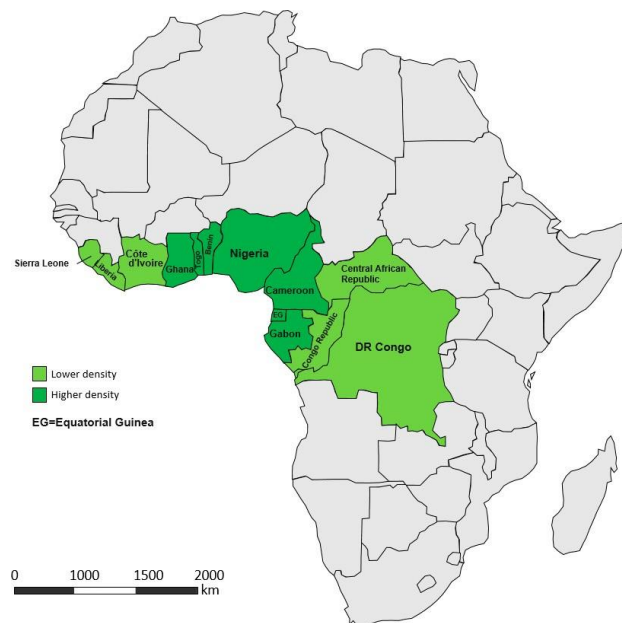 Sierra Leone
Liberia
Côte
d'Ivoire
Ghana
Togo
Benin
Nigeria
Cameroon
EG
Gabon
Congo Republic
Central African
Republic
DR Congo
Lower density
Higher density
EG=Equatorial Guinea
0 1000 1500 2000
km